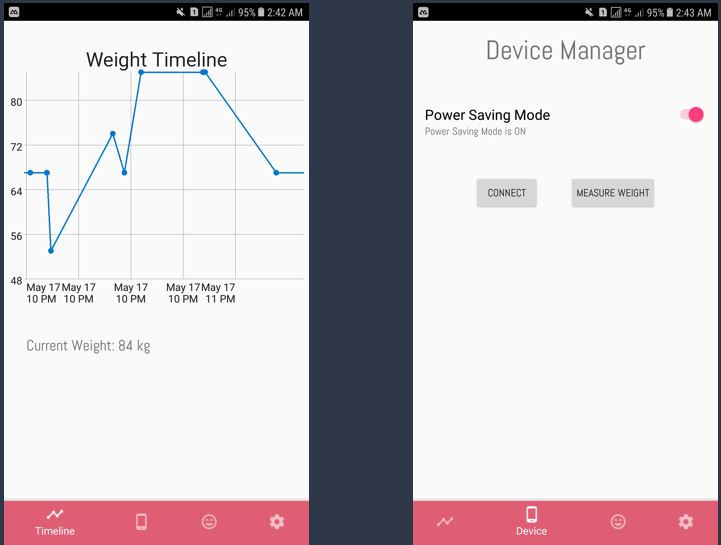 95% 2:42 AM
Weight Timeline
80
72
64
56
48
May 17 May 17 May 17 May 17 May 17
10 PM 10 PM 10 PM 10 PM 11 PM
Current Weight: 84 kg
Timeline
95% 2:43 AM
Device Manager
Power Saving Mode
Power Saving Mode is ON
CONNECT MEASURE WEIGHT
Device